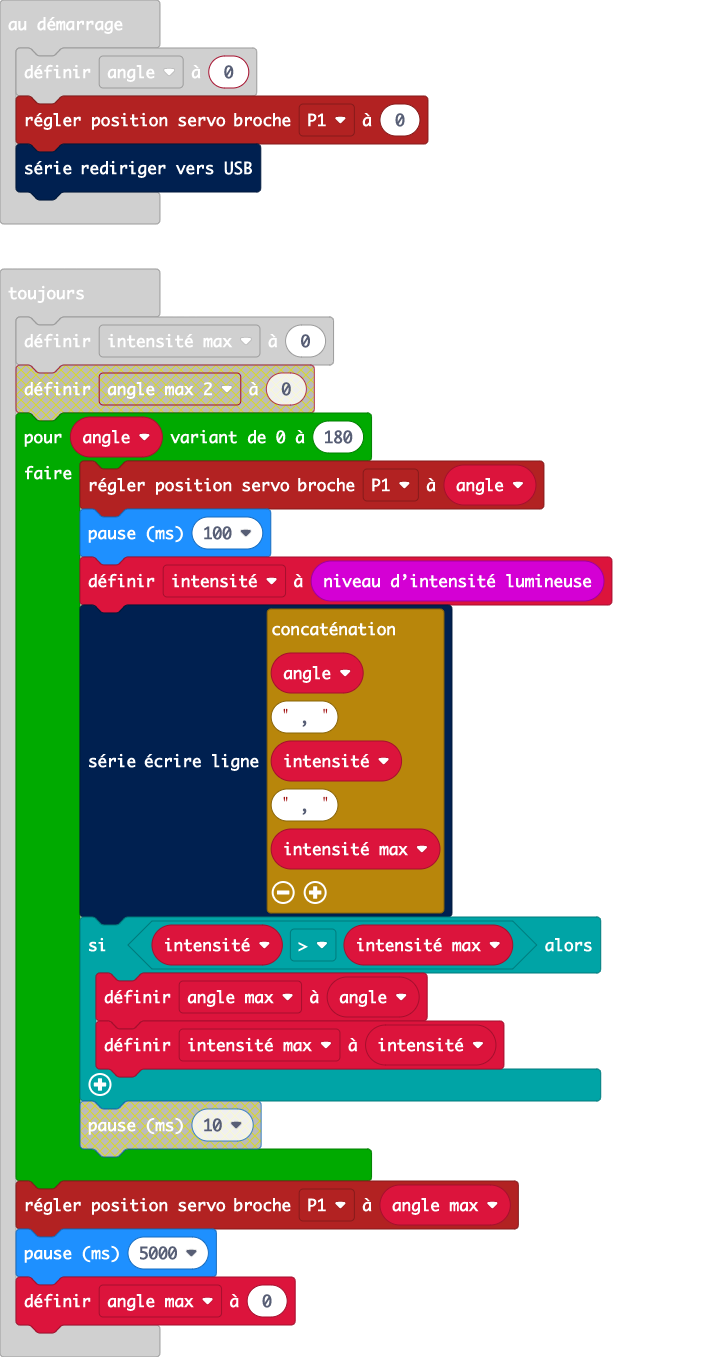 au démarrage
définir angle à 0
régler position servo broche P1 à 0
série rediriger vers USB
toujours
définir intensité max à 0
définir angle max 2 à 0
pour angle variant de 0 à 180
faire
régler position servo broche P1 à angle
pause (ms) 100
définir intensité à niveau d’intensité lumineuse
concaténation
angle
" , "
série écrire ligne intensité
" , "
intensité max
si intensité > intensité max alors
définir angle max à angle
définir intensité max à intensité
pause (ms) 10
régler position servo broche P1 à angle max
pause (ms) 5000
définir angle max à 0